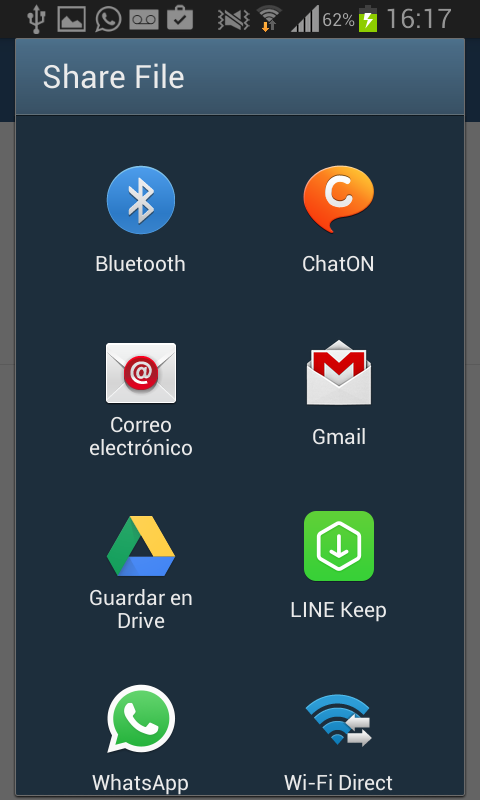 62% 16:17
Share File
Bluetooth
ChatON
Correo
electrónico
Gmail
Guardar en
Drive
LINE Keep
WhatsApp
Wi-Fi Direct